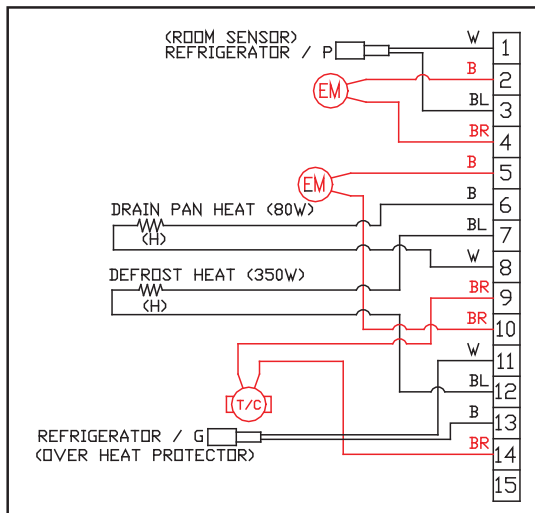 (ROOM SENSOR)
REFRIGERATOR / P
W
1
B
2
EM
BL
3
BR
4
B
5
EM
B
6
DRAIN PAN HEAT (80W)
(H)
BL
7
W
8
DEFROST HEAT (350W)
(H)
BR
9
BR
10
W
11
BL
12
T/C
B
13
REFRIGERATOR / G
(OVER HEAT PROTECTOR)
BR
14
15